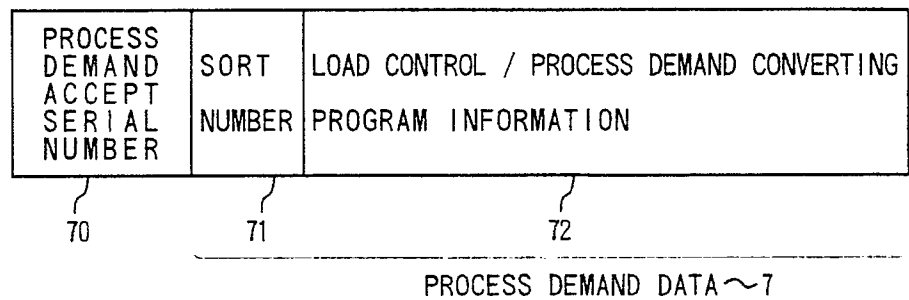 PROCESS
DEMAND
ACCEPT
SERIAL
NUMBER
SORT
NUMBER
LOAD CONTROL / PROCESS DEMAND CONVERTING
PROGRAM INFORMATION
70
71
72
PROCESS DEMAND DATA~7